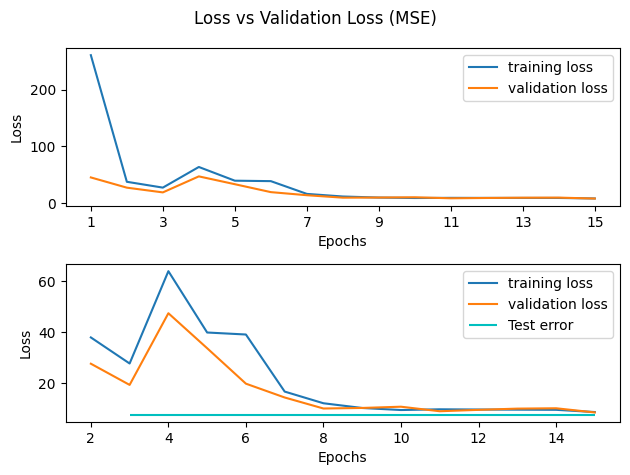 Loss vs Validation Loss (MSE)
training loss
validation loss
200
100
0
Loss
1 3 5 7 9 11 13 15
Epochs
training loss
validation loss
Test error
60
40
20
Loss
2 4 6 8 10 12 14
Epochs